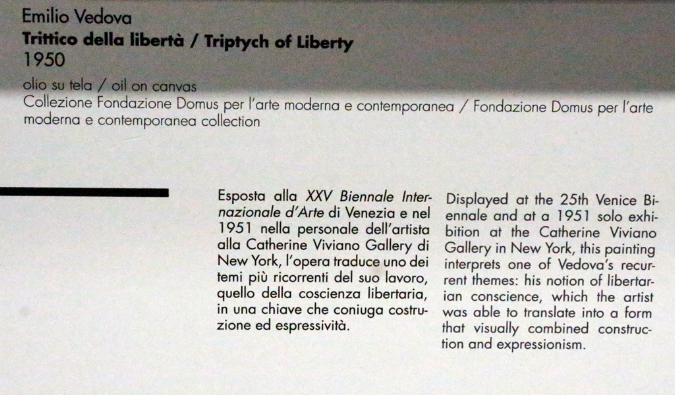 Emilio Vedova
Trittico della libertà / Triptych of Liberty
1950
olio su tela / oil on canvas
Collezione Fondazione Domus per l'arte moderna e contemporanea / Fondazione Domus per l'arte
moderna e contemporanea collection
Esposta alla XXV Biennale Inter-
nazionale d'Arte di Venezia e nel
1951 nella personale dell'artista
alla Catherine Viviano Gallery di
New York, l'opera traduce uno dei
temi più ricorrenti del suo lavoro,
quello della coscienza libertaria,
in una chiave che coniuga costru-
zione ed espressività.
Displayed at the 25th Venice Bi-
ennale and at a 1951 solo exhi-
bition at the Catherine Viviano
Gallery in New York, this painting
interprets one of Vedova's recur-
rent themes: his notion of libertar-
ian conscience, which the artist
was able to translate into a form
that visually combined construc-
tion and expressionism.